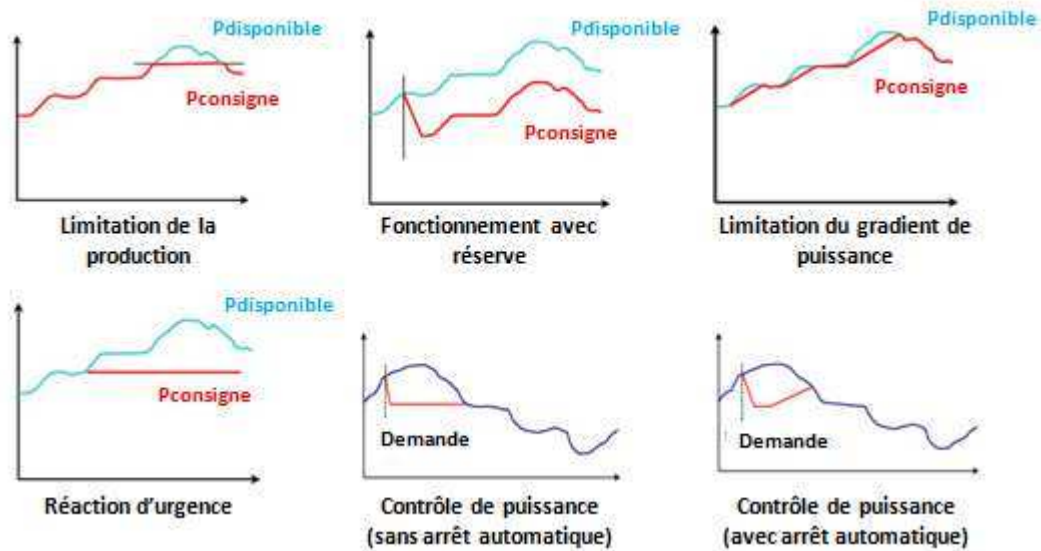 Pdisponible
Pconsigne
Limitation de la
production
Pdisponible
Pconsigne
Fonctionnement avec
réserve
Pdisponible
Pconsigne
Limitation du gradient de
puissance
Pdisponible
Pconsigne
Réaction d'urgence
Demande
Contrôle de puissance
(sans arrêt automatique)
Demande
Contrôle de puissance
(avec arrêt automatique)